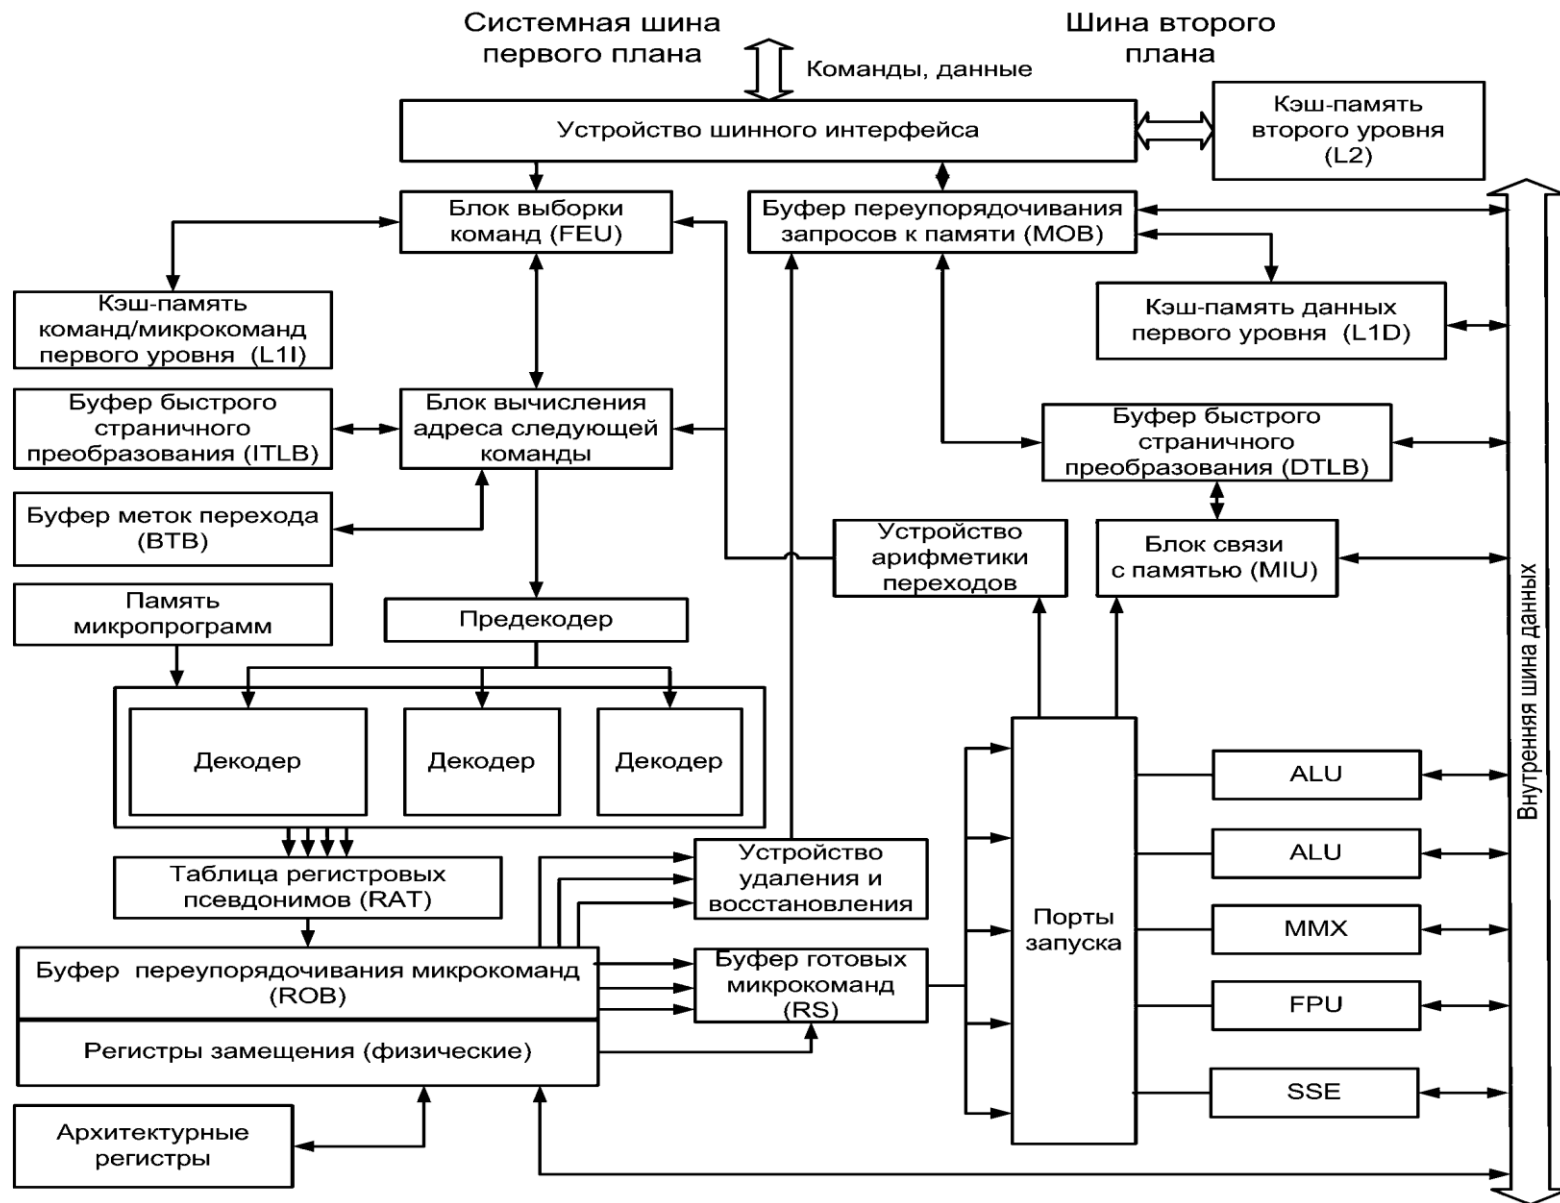 Системная шина
первого плана
Шина второго
плана
Команды, данные
Устройство шинного интерфейса
Кэш-память
второго уровня
(L2)
Блок выборки
команд (FEU)
Буфер переупорядочивания
запросов к памяти (MOB)
Кэш-память
команд/микрокоманд
первого уровня (L1I)
Кэш-память данных
первого уровня (L1D)
Буфер быстрого
страничного
преобразования (ITLB)
Блок вычисления
адреса следующей
команды
Буфер быстрого
страничного
преобразования (DTLB)
Буфер меток перехода
(BTB)
Устройство
арифметики
переходов
Блок связи
с памятью (MIU)
Память
микропрограмм
Предекодер
Декодер
Декодер
Декодер
Внутренняя шина данных
Таблица регистровых
псевдонимов (RAT)
Устройство
удаления и
восстановления
Порты
запуска
ALU
ALU
MMX
FPU
SSE
Буфер переупорядочивания микрокоманд
(ROB)
Буфер готовых
микрокоманд
(RS)
Регистры замещения (физические)
Архитектурные
регистры